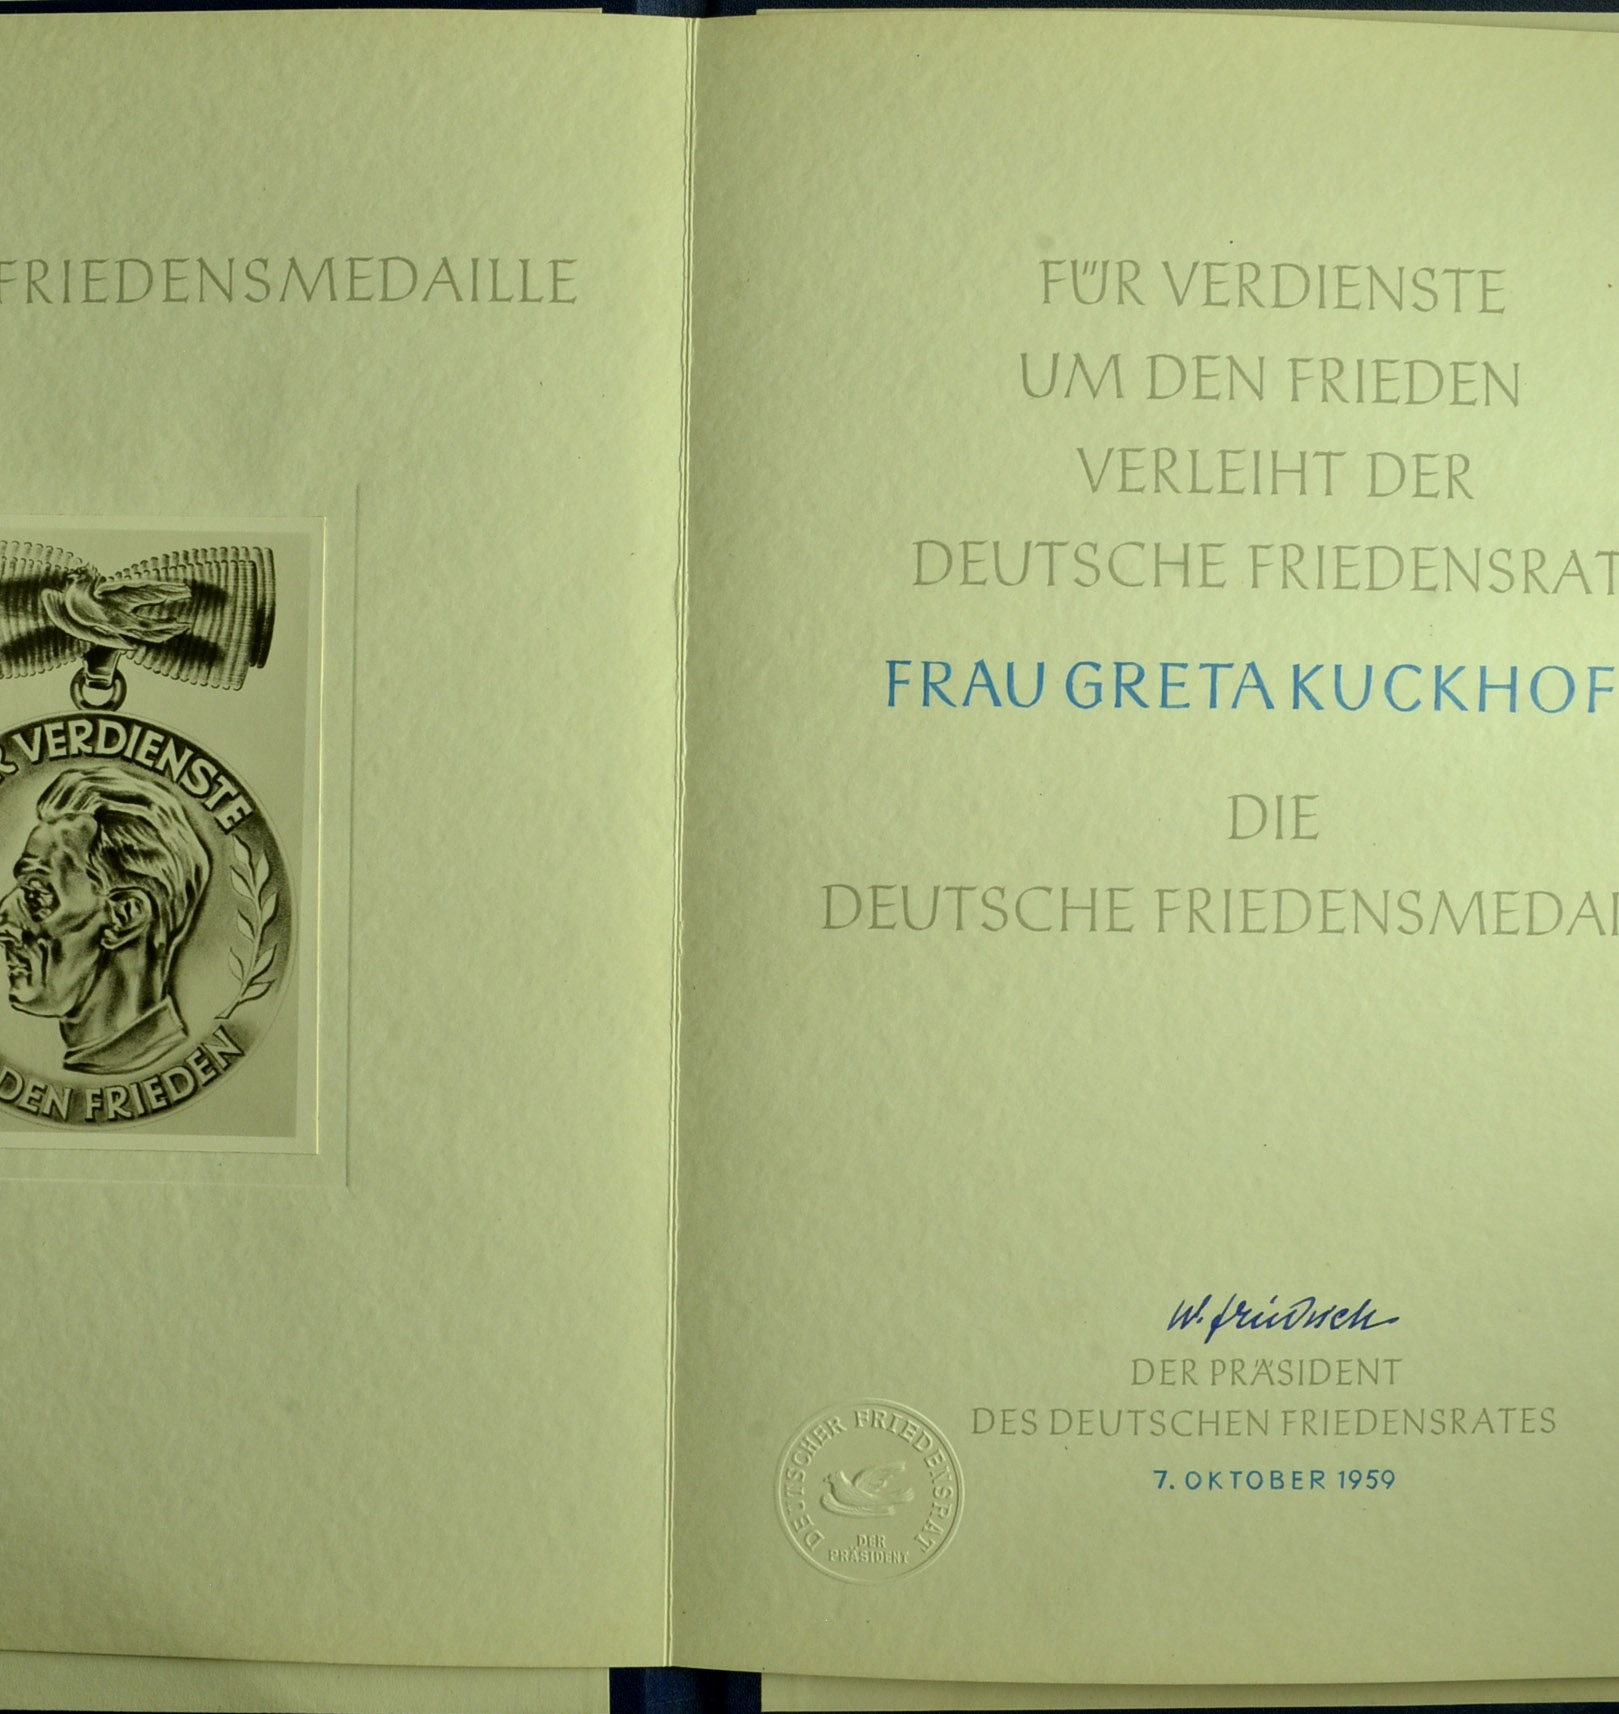 FRIEDENSMEDAILLE
VERDIENSTE
DEN FRIEDEN
FÜR VERDIENSTE
UM DEN FRIEDEN
VERLEIHT DER
DEUTSCHE FRIEDENSRAT
FRAU GRETA KUCKHOF
DIE
DEUTSCHE FRIEDENSMEDAI
W. Friedrich
DER PRÄSIDENT
DES DEUTSCHEN FRIEDENSRATES
7. OKTOBER 1959
DEUTSCHER FRIEDENSRAT
DER
PRÄSIDENT